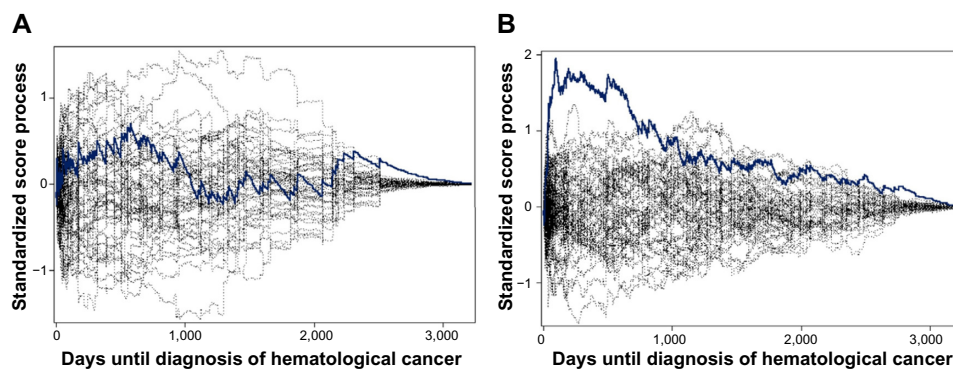 A
Standardized score process
1
0
−1
0
1,000
2,000
3,000
Days until diagnosis of hematological cancer
B
Standardized score process
2
1
0
−1
0
1,000
2,000
3,000
Days until diagnosis of hematological cancer